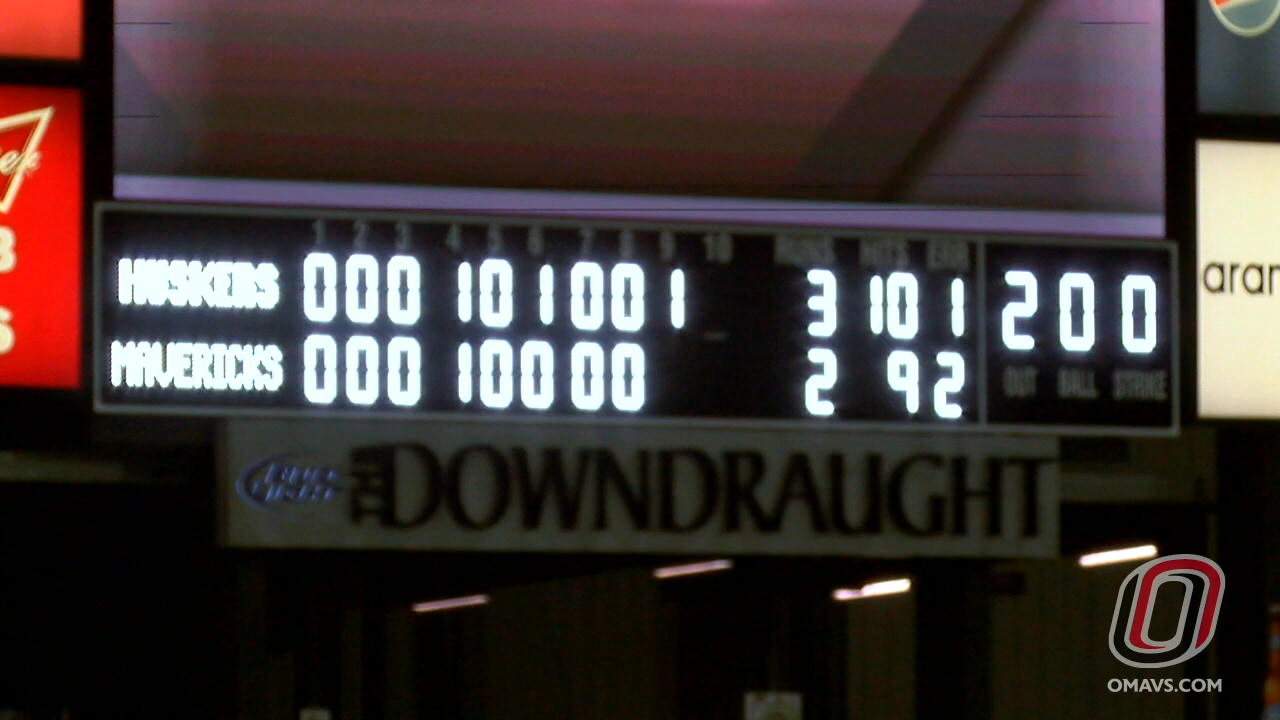 1 2 3 4 5 6 7 8 9 10 RUNS HITS ERR
HUSKERS 0 0 0 1 0 1 0 0 1 3 10 1 2 0 0
MAVERICKS 0 0 0 1 0 0 0 0 2 9 2 OUT BALL STRIKE
aran
THE DOWNDRAUGHT
OMAVS.COM